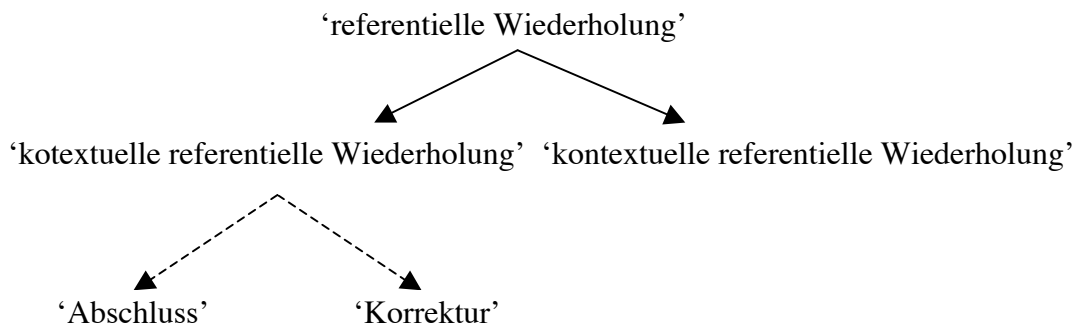 ‘referentielle Wiederholung’
‘kotextuelle referentielle Wiederholung’ ‘kontextuelle referentielle Wiederholung’
‘Abschluss’ ‘Korrektur’